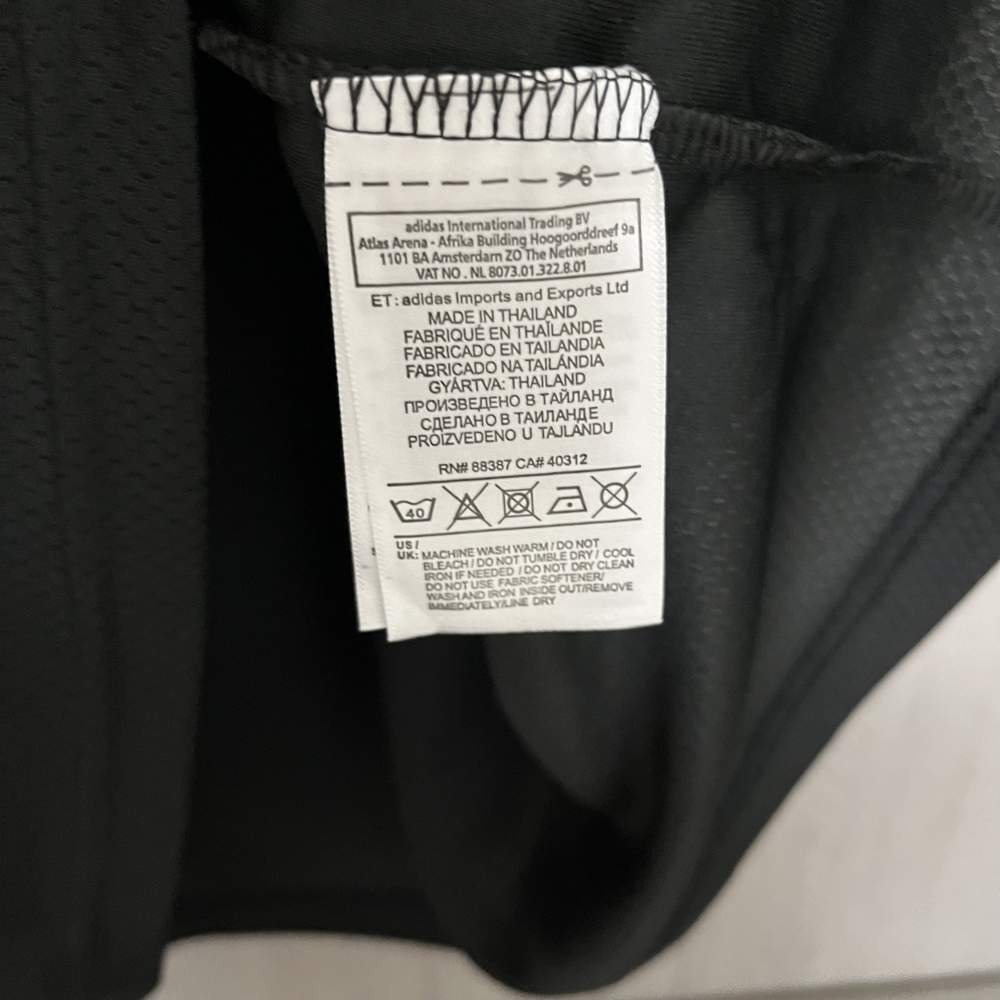 adidas International Trading BV
Atlas Arena - Afrika Building Hoogoorddreef 9a
1101 BA Amsterdam ZO The Netherlands
VAT NO . NL 8073.01.322.8.01
ET: adidas Imports and Exports Ltd
MADE IN THAILAND
FABRIQUÉ EN THAÏLANDE
FABRICADO EN TAILANDIA
FABRICADO NA TAILÁNDIA
GYÁRTVA: THAILAND
ПРОИЗВЕДЕНО В ТАЙЛАНД
СДЕЛАНО В ТАИЛАНДЕ
PROIZVEDENO U TAJLANDU
RN# 88387 CA# 40312
40
US /
UK: MACHINE WASH WARM / DO NOT
BLEACH / DO NOT TUMBLE DRY / COOL
IRON IF NEEDED / DO NOT DRY CLEAN
DO NOT USE FABRIC SOFTENER/
WASH AND IRON INSIDE OUT/REMOVE
IMMEDIATELY/LINE DRY